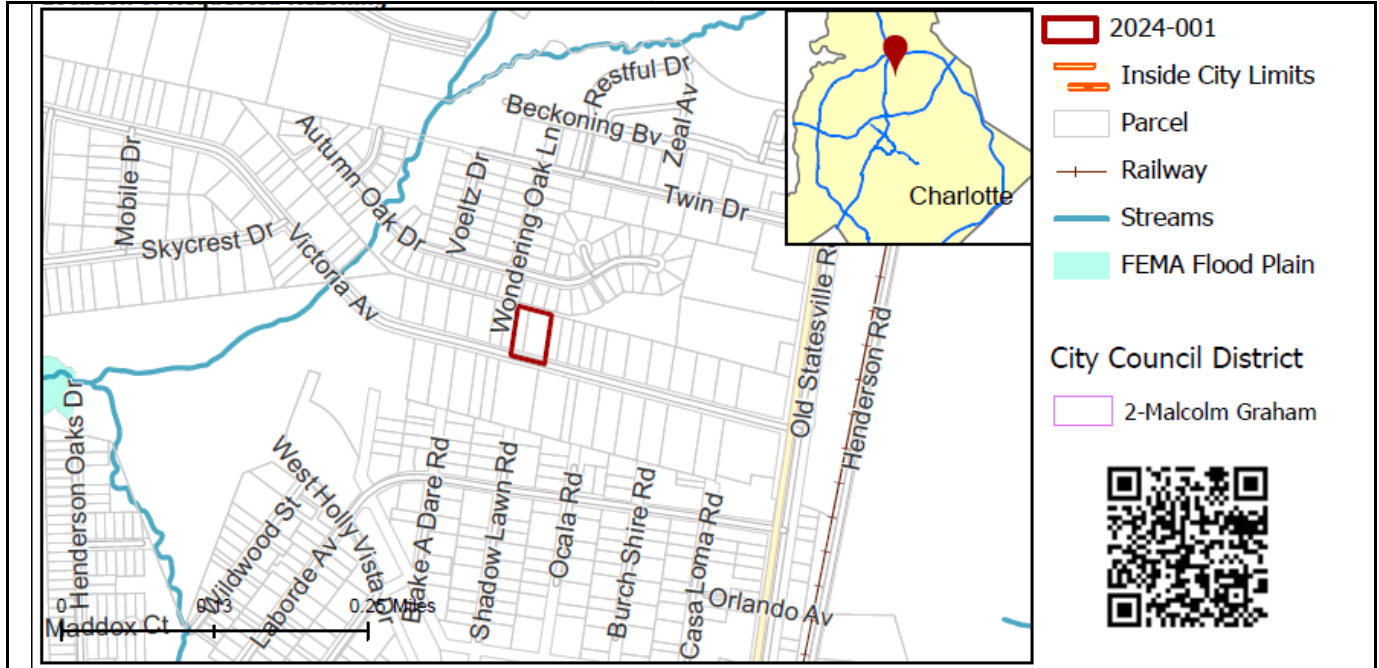 Restful Dr
Beckoning Bv
Zeal Av
Mobile Dr
Autumn Oak Dr
Voeltz Dr
Wondering Oak Ln
Twin Dr
Skycrest Dr
Victoria Av
Old Statesville Rd
Henderson Rd
Henderson Oaks Dr
West Holly Vista Dr
Wildwood St
Laborde Av
Blake A Dare Rd
Shadow Lawn Rd
Ocala Rd
Burch Shire Rd
Casa Loma Rd
Orlando Av
Maddox Ct
0 0.13 0.25 Miles
Charlotte
2024-001
Inside City Limits
Parcel
Railway
Streams
FEMA Flood Plain
City Council District
2-Malcolm Graham